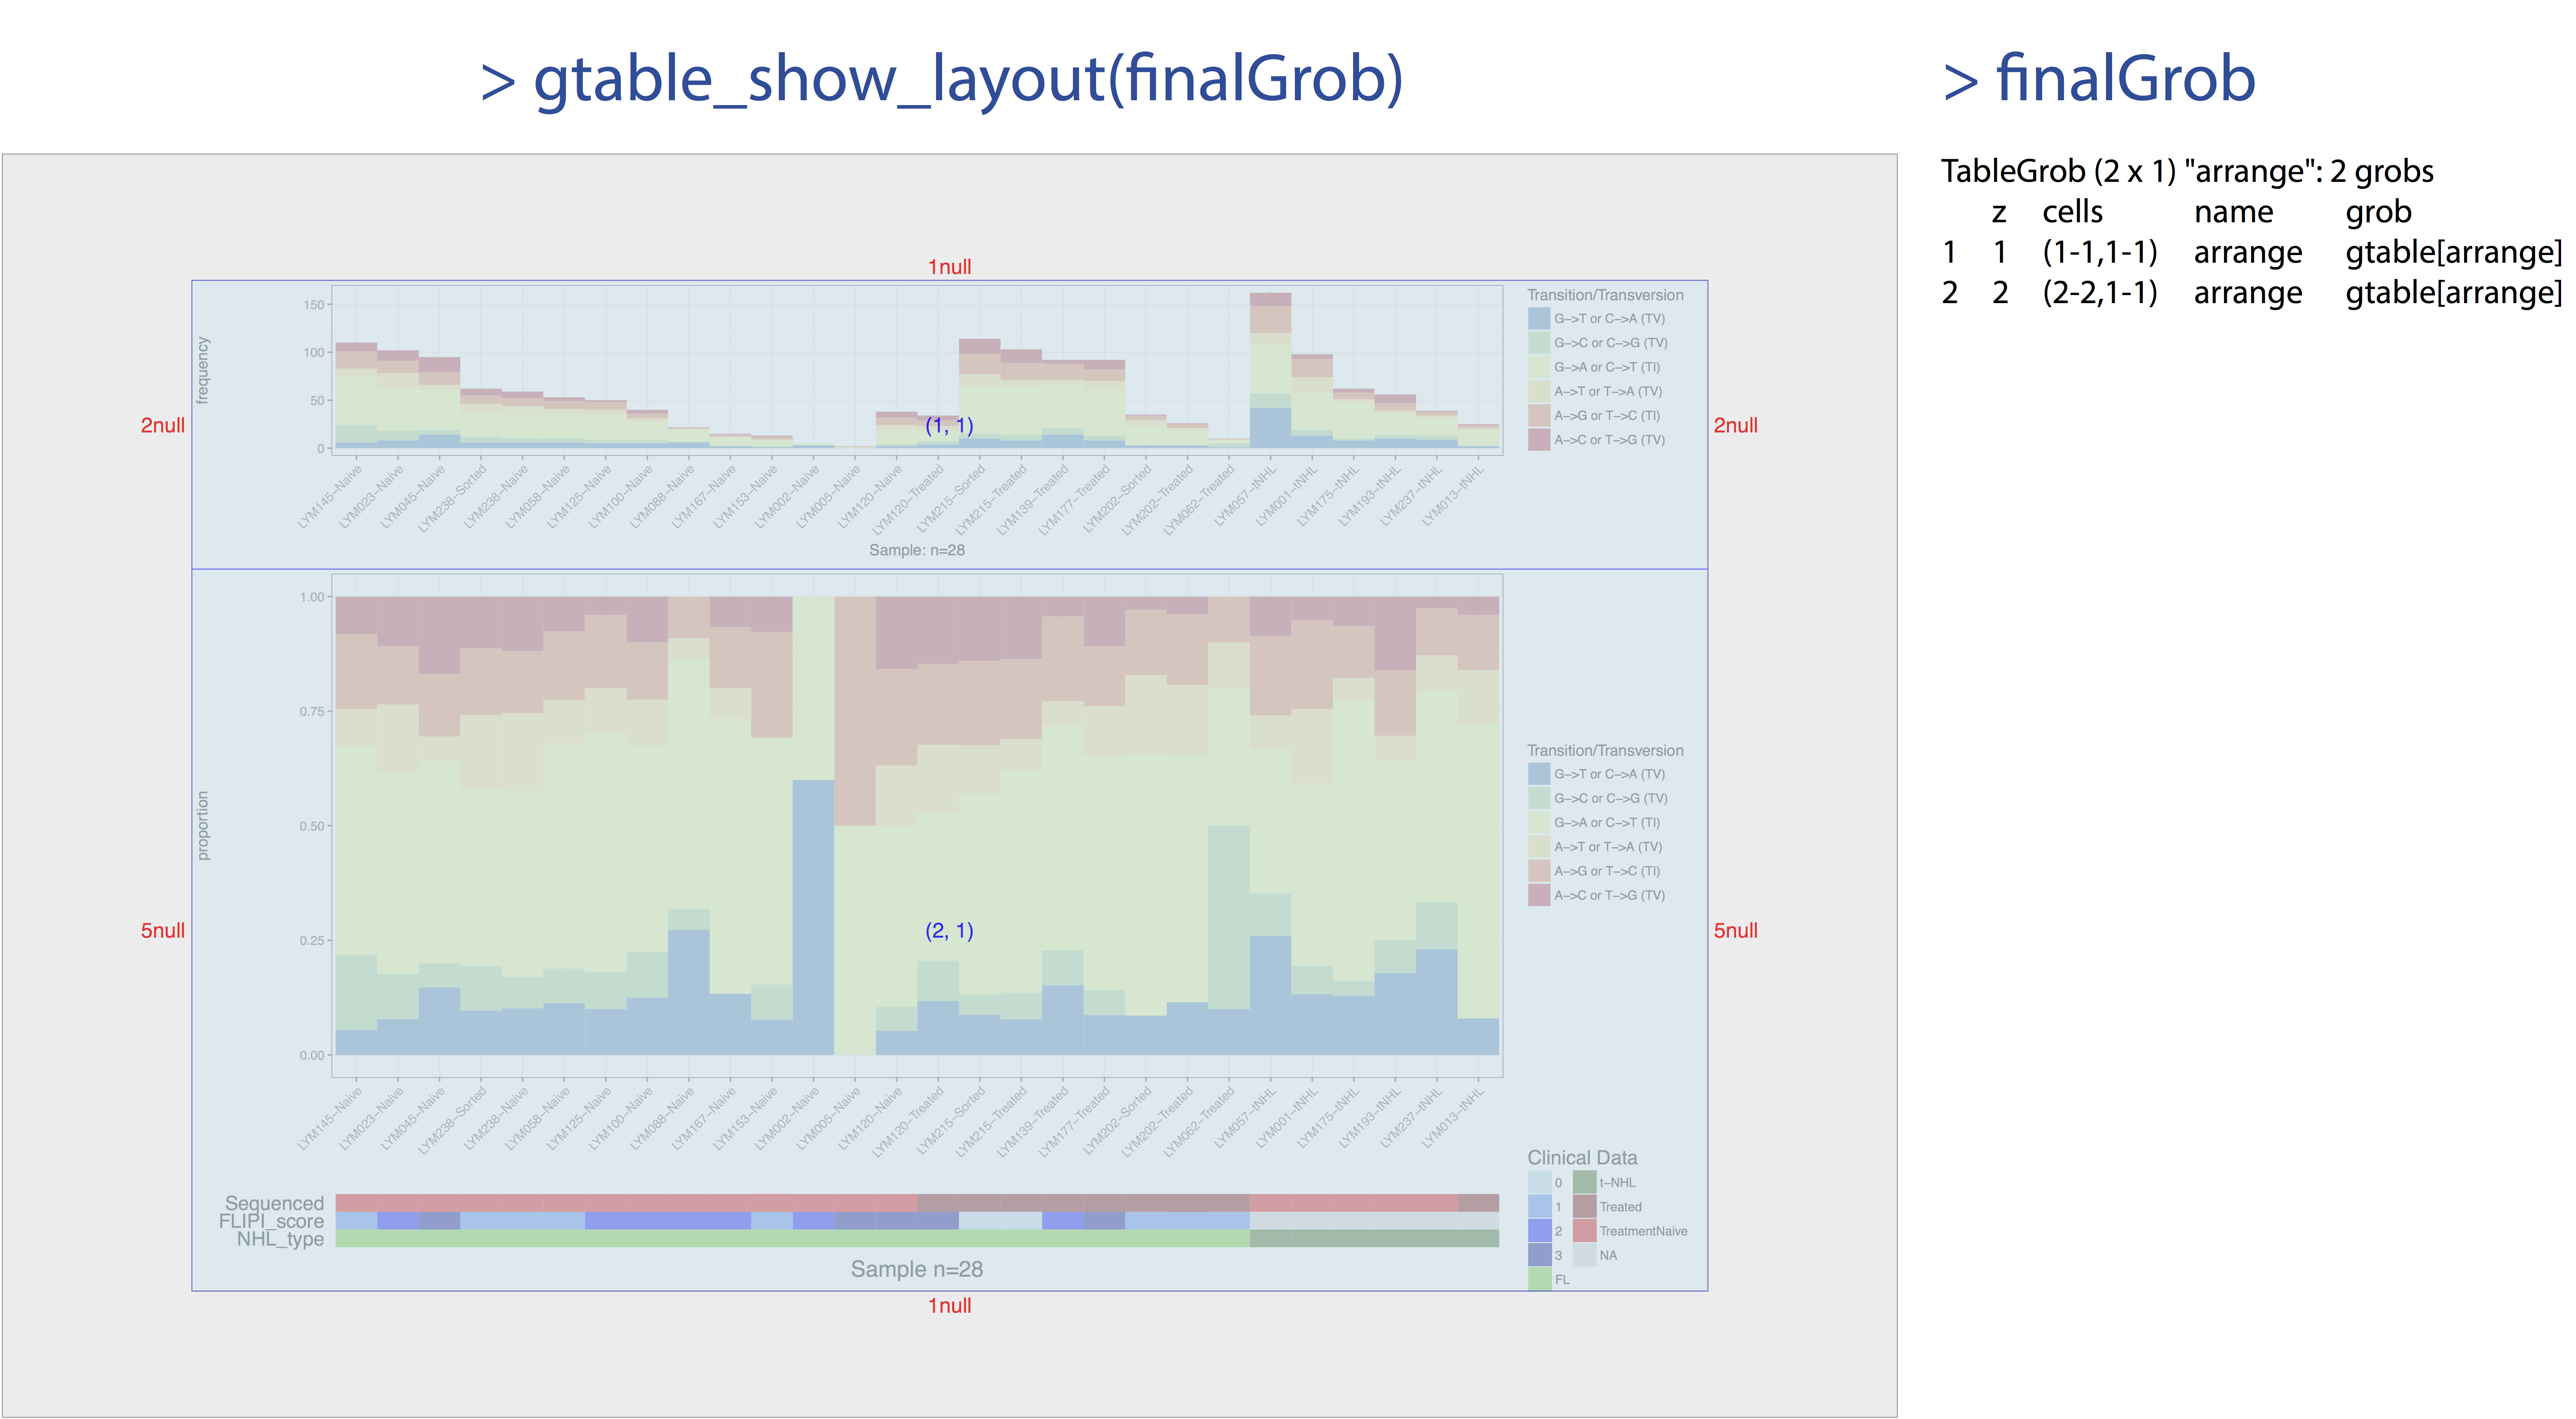 > gtable_show_layout(finalGrob)
> finalGrob
TableGrob (2 x 1) "arrange": 2 grobs
z cells name grob
1 1 (1-1,1-1) arrange gtable[arrange]
2 2 (2-2,1-1) arrange gtable[arrange]
1null
2null
2null
frequency
150
100
50
0
(1, 1)
Transition/Transversion
G->T or C->A (TV)
G->C or C->G (TV)
G->A or C->T (TI)
A->T or T->A (TV)
A->G or T->C (TI)
A->C or T->G (TV)
LYM145-Naive
LYM023-Naive
LYM045-Naive
LYM238-Sorted
LYM238-Naive
LYM058-Naive
LYM125-Naive
LYM100-Naive
LYM088-Naive
LYM167-Naive
LYM153-Naive
LYM002-Naive
LYM005-Naive
LYM120-Naive
LYM120-Treated
LYM215-Sorted
LYM215-Treated
LYM139-Treated
LYM177-Treated
LYM202-Sorted
LYM202-Treated
LYM062-Treated
LYM057-tNHL
LYM001-tNHL
LYM175-tNHL
LYM193-tNHL
LYM237-tNHL
LYM013-tNHL
Sample: n=28
5null
5null
proportion
1.00
0.75
0.50
0.25
0.00
(2, 1)
Transition/Transversion
G->T or C->A (TV)
G->C or C->G (TV)
G->A or C->T (TI)
A->T or T->A (TV)
A->G or T->C (TI)
A->C or T->G (TV)
LYM145-Naive
LYM023-Naive
LYM045-Naive
LYM238-Sorted
LYM238-Naive
LYM058-Naive
LYM125-Naive
LYM100-Naive
LYM088-Naive
LYM167-Naive
LYM153-Naive
LYM002-Naive
LYM005-Naive
LYM120-Naive
LYM120-Treated
LYM215-Sorted
LYM215-Treated
LYM139-Treated
LYM177-Treated
LYM202-Sorted
LYM202-Treated
LYM062-Treated
LYM057-tNHL
LYM001-tNHL
LYM175-tNHL
LYM193-tNHL
LYM237-tNHL
LYM013-tNHL
Sequenced
FLIPI_score
NHL_type
Sample n=28
Clinical Data
0 t-NHL
1 Treated
2 TreatmentNaive
3 NA
FL
1null